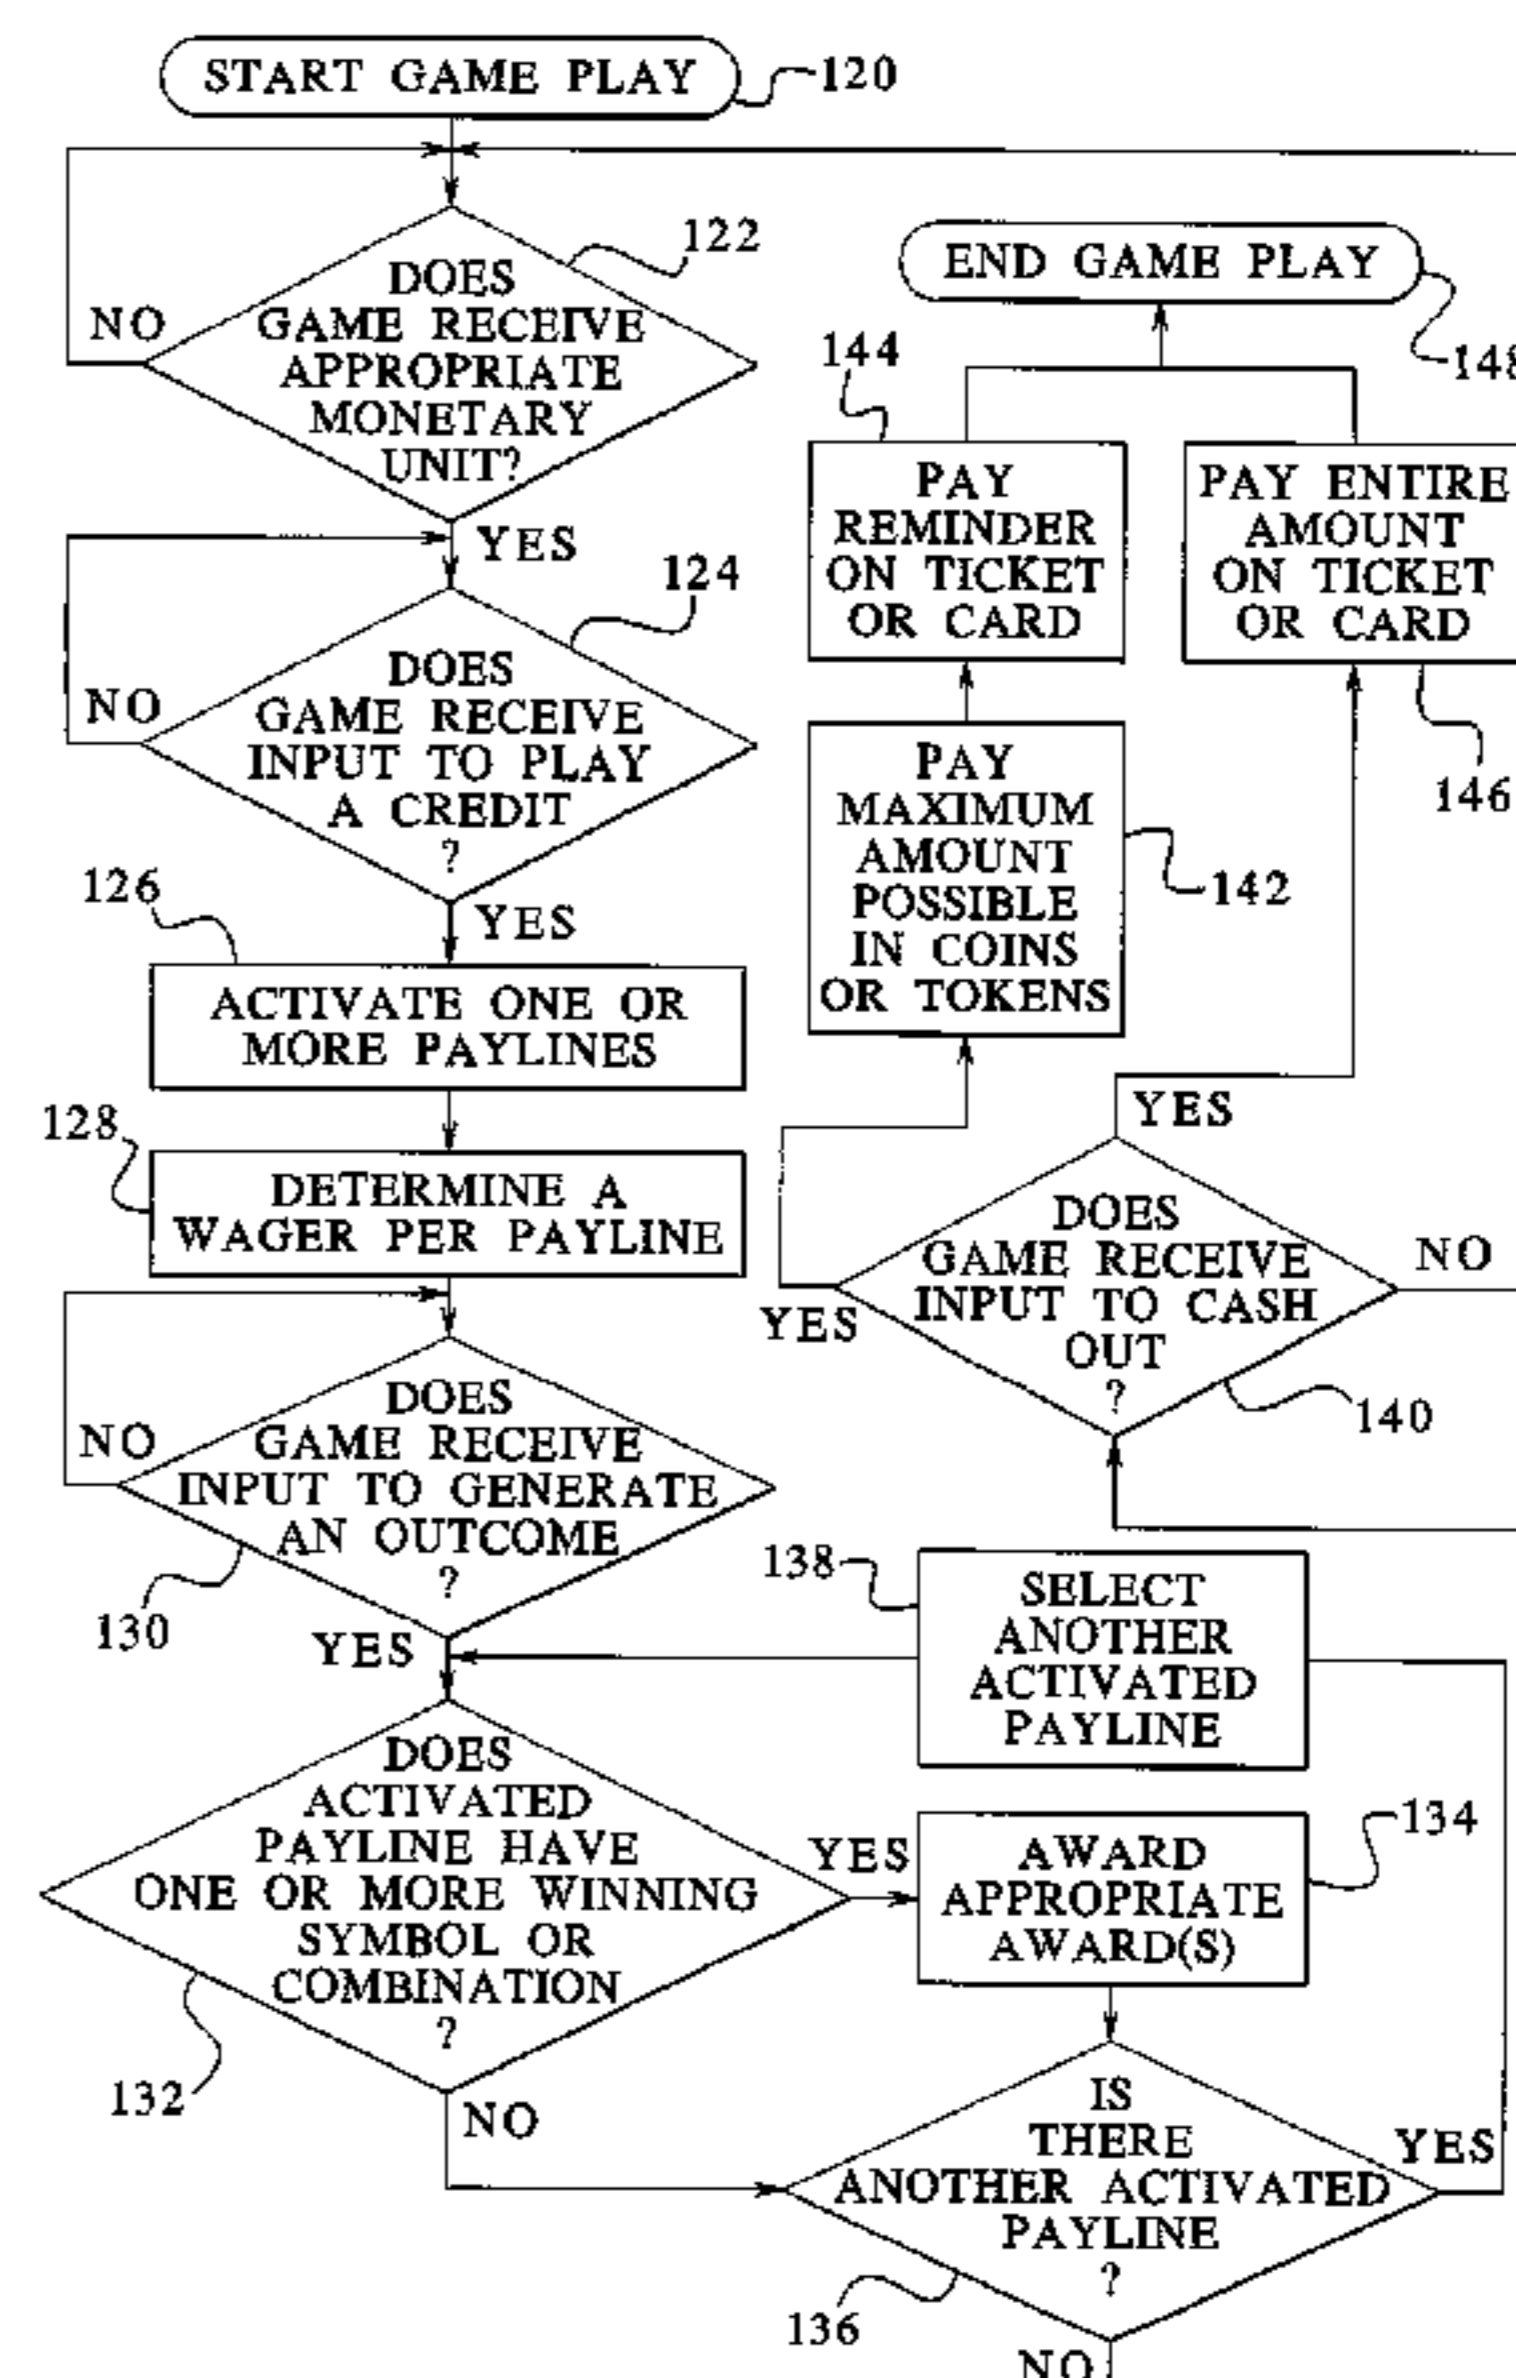 START GAME PLAY
120
122
DOES
GAME RECEIVE
APPROPRIATE
MONETARY
UNIT?
NO
YES
124
DOES
GAME RECEIVE
INPUT TO PLAY
A CREDIT
?
NO
YES
126
ACTIVATE ONE OR
MORE PAYLINES
128
DETERMINE A
WAGER PER PAYLINE
DOES
GAME RECEIVE
INPUT TO GENERATE
AN OUTCOME
?
NO
130
YES
DOES
ACTIVATED
PAYLINE HAVE
ONE OR MORE WINNING
SYMBOL OR
COMBINATION
?
132
NO
YES
END GAME PLAY
148
144
PAY
REMINDER
ON TICKET
OR CARD
PAY ENTIRE
AMOUNT
ON TICKET
OR CARD
146
PAY
MAXIMUM
AMOUNT
POSSIBLE
IN COINS
OR TOKENS
142
YES
DOES
GAME RECEIVE
INPUT TO CASH
OUT
?
NO
YES
140
138
SELECT
ANOTHER
ACTIVATED
PAYLINE
134
AWARD
APPROPRIATE
AWARD(S)
IS
THERE
ANOTHER ACTIVATED
PAYLINE
?
YES
136
NO